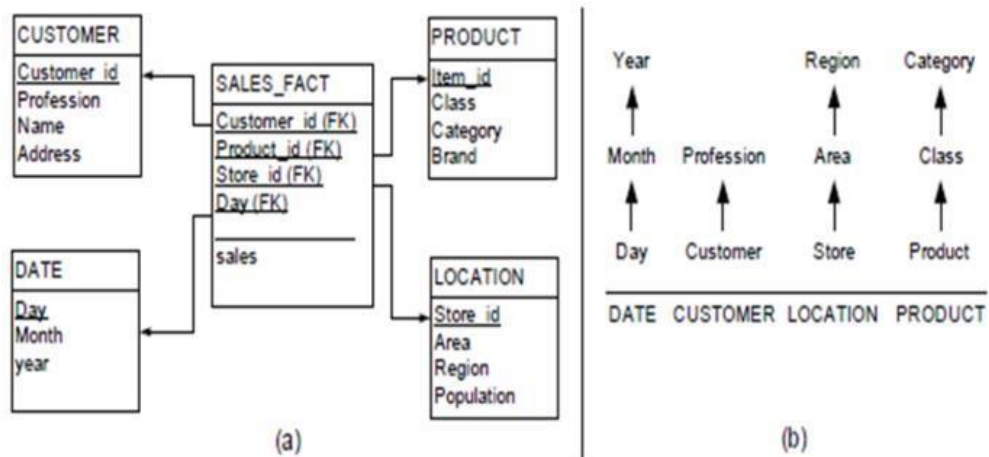 CUSTOMER
Customer_id
Profession
Name
Address
SALES_FACT
Customer_id (FK)
Product_id (FK)
Store_id (FK)
Day (FK)
sales
PRODUCT
Item_id
Class
Category
Brand
DATE
Day
Month
year
LOCATION
Store_id
Area
Region
Population
(a)
Year Region Category
Month Profession Area Class
Day Customer Store Product
DATE CUSTOMER LOCATION PRODUCT
(b)